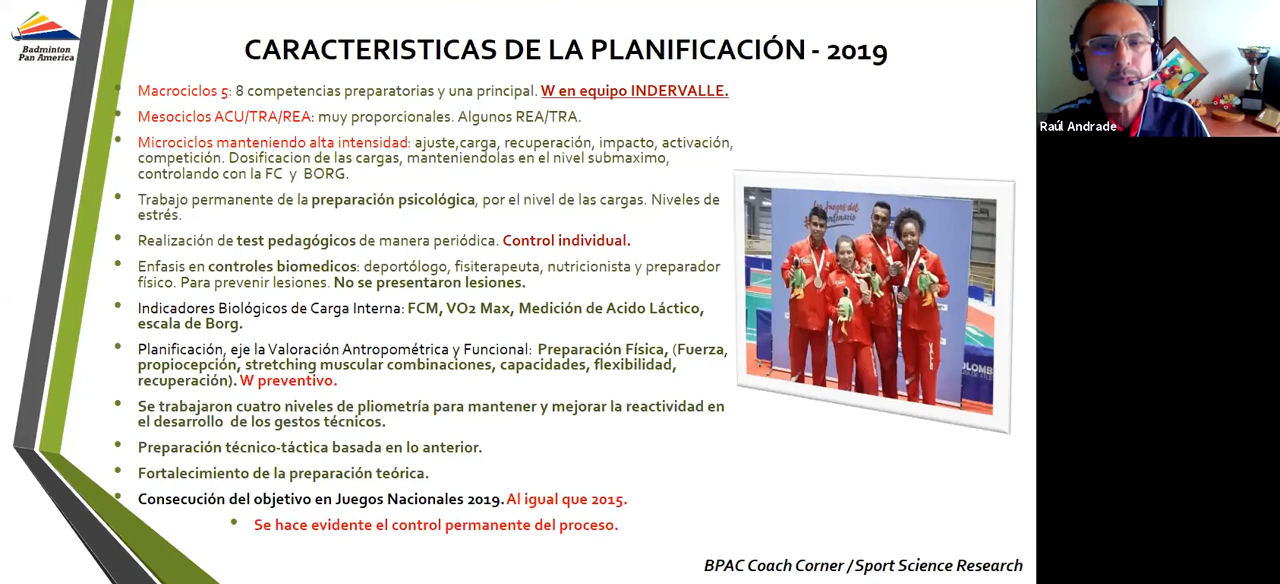 Badminton
Pan America
CARACTERISTICAS DE LA PLANIFICACIÓN - 2019
Macrociclos 5: 8 competencias preparatorias y una principal. W en equipo INDERVALLE.
Mesociclos ACU/TRA/REA: muy proporcionales. Algunos REA/TRA.
Microciclos manteniendo alta intensidad: ajuste,carga, recuperación, impacto, activación,
competición. Dosificacion de las cargas, manteniendolas en el nivel submaximo,
controlando con la FC y BORG.
Trabajo permanente de la preparación psicológica, por el nivel de las cargas. Niveles de
estrés.
Realización de test pedagógicos de manera periódica. Control individual.
Enfasis en controles biomedicos: deportólogo, fisiterapeuta, nutricionista y preparador
físico. Para prevenir lesiones. No se presentaron lesiones.
Indicadores Biológicos de Carga Interna: FCM, VO2 Max, Medición de Acido Láctico,
escala de Borg.
Planificación, eje la Valoración Antropométrica y Funcional: Preparación Física, (Fuerza,
propiocepción, stretching muscular combinaciones, capacidades, flexibilidad,
recuperación). W preventivo.
Se trabajaron cuatro niveles de pliometría para mantener y mejorar la reactividad en
el desarrollo de los gestos técnicos.
Preparación técnico-táctica basada en lo anterior.
Fortalecimiento de la preparación teórica.
Consecución del objetivo en Juegos Nacionales 2019. Al igual que 2015.
Se hace evidente el control permanente del proceso.
BPAC Coach Corner / Sport Science Research
Raúl Andrade